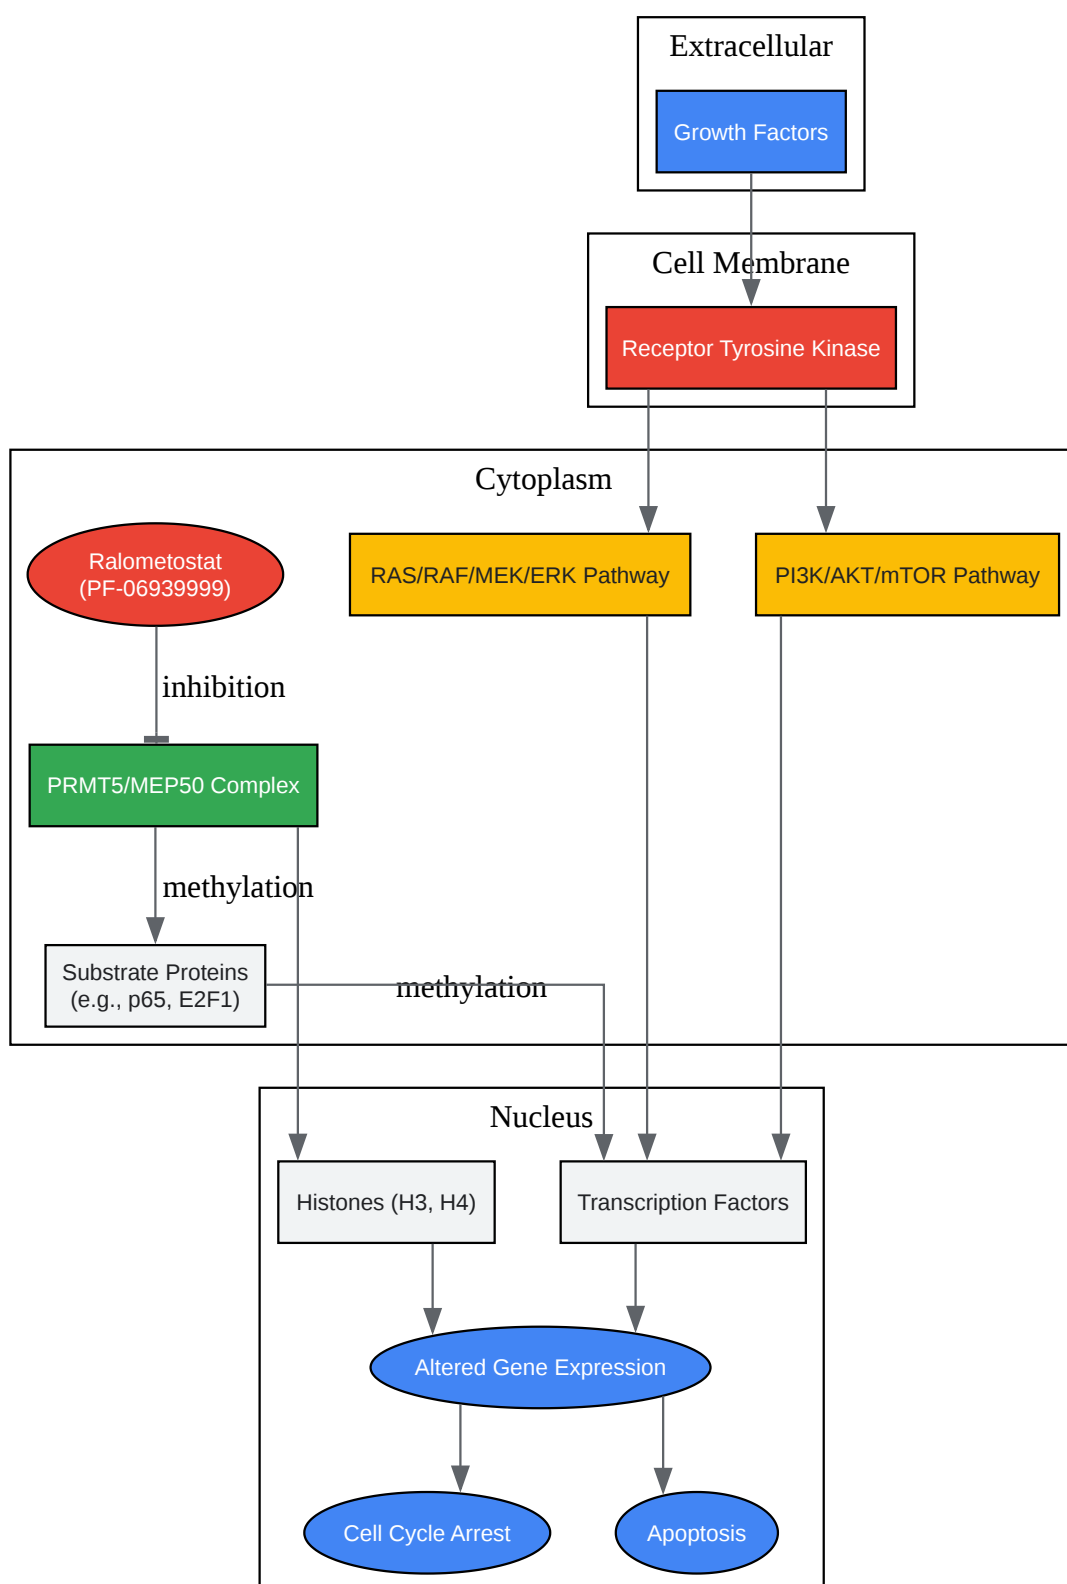 Extracellular
Growth Factors
Cell Membrane
Receptor Tyrosine Kinase
Cytoplasm
Ralometostat
(PF-06939999)
RAS/RAF/MEK/ERK Pathway
PI3K/AKT/mTOR Pathway
inhibition
PRMT5/MEP50 Complex
methylation
Substrate Proteins
(e.g., p65, E2F1)
methylation
Nucleus
Histones (H3, H4)
Transcription Factors
Altered Gene Expression
Cell Cycle Arrest
Apoptosis